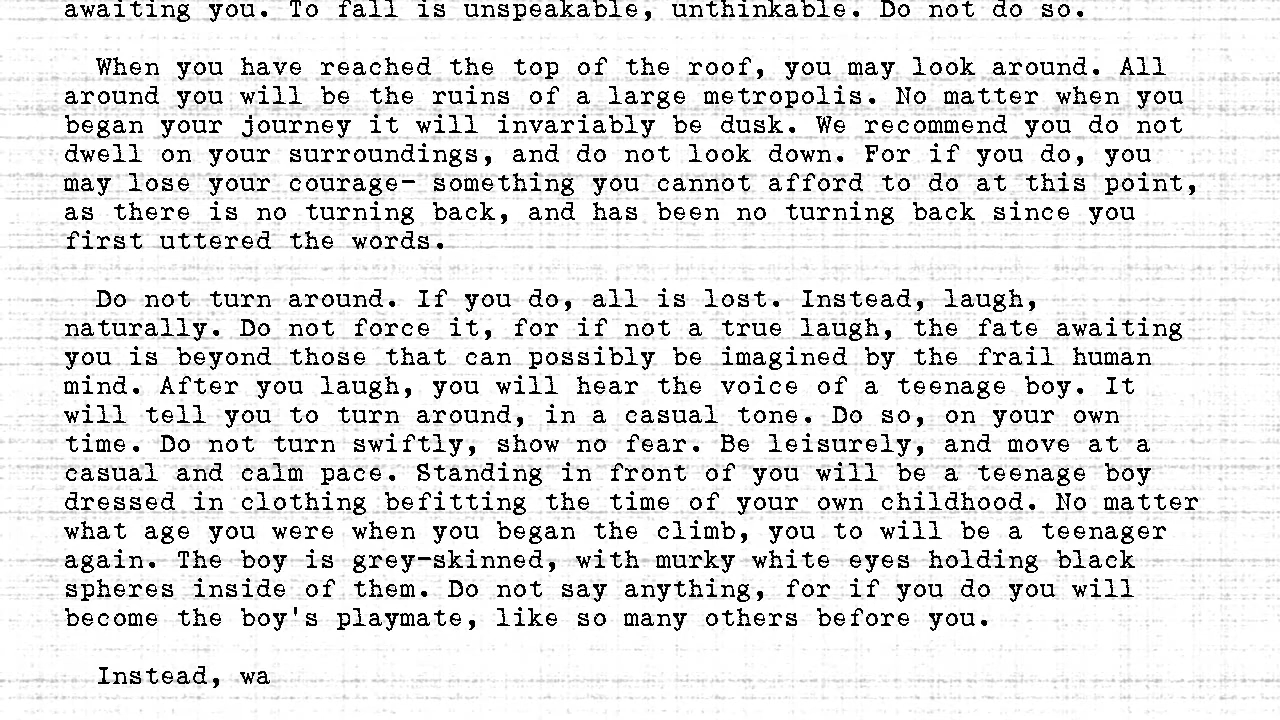 awaiting you. To fall is unspeakable, unthinkable. Do not do so.
When you have reached the top of the roof, you may look around. All
around you will be the ruins of a large metropolis. No matter when you
began your journey it will invariably be dusk. We recommend you do not
dwell on your surroundings, and do not look down. For if you do, you
may lose your courage- something you cannot afford to do at this point,
as there is no turning back, and has been no turning back since you
first uttered the words.
Do not turn around. If you do, all is lost. Instead, laugh,
naturally. Do not force it, for if not a true laugh, the fate awaiting
you is beyond those that can possibly be imagined by the frail human
mind. After you laugh, you will hear the voice of a teenage boy. It
will tell you to turn around, in a casual tone. Do so, on your own
time. Do not turn swiftly, show no fear. Be leisurely, and move at a
casual and calm pace. Standing in front of you will be a teenage boy
dressed in clothing befitting the time of your own childhood. No matter
what age you were when you began the climb, you to will be a teenager
again. The boy is grey-skinned, with murky white eyes holding black
spheres inside of them. Do not say anything, for if you do you will
become the boy's playmate, like so many others before you.
Instead, wa